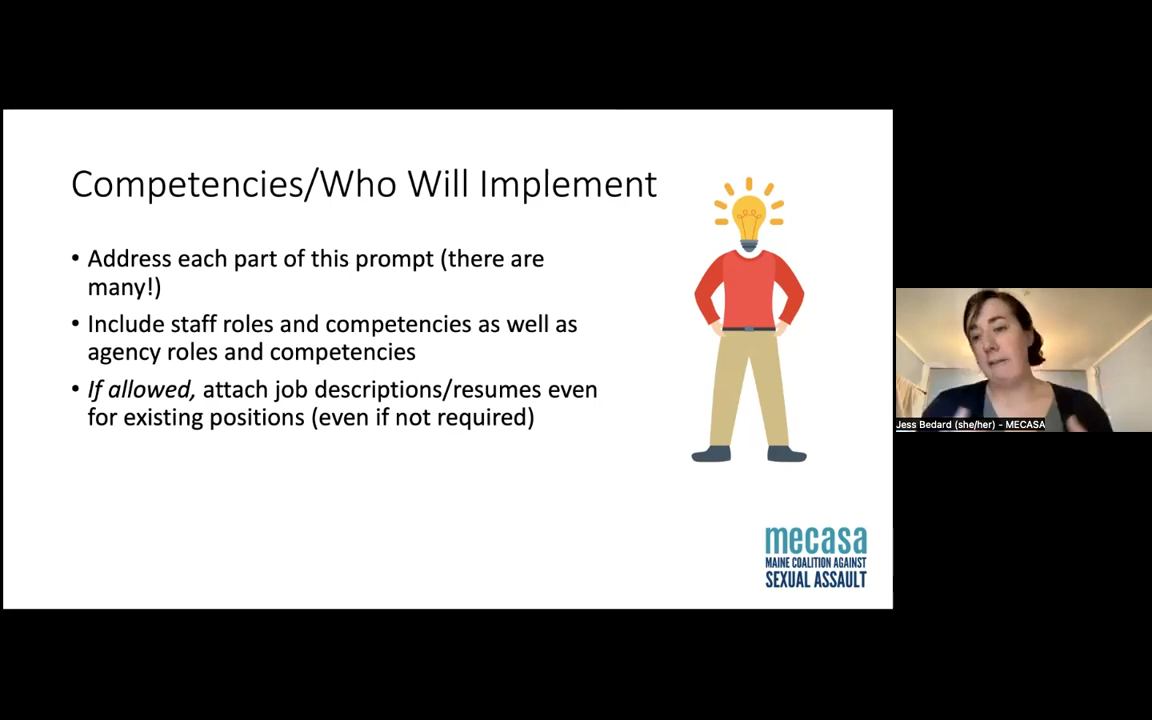 Competencies/Who Will Implement
• Address each part of this prompt (there are
many!)
• Include staff roles and competencies as well as
agency roles and competencies
• If allowed, attach job descriptions/resumes even
for existing positions (even if not required)
mecasa
MAINE COALITION AGAINST
SEXUAL ASSAULT
Jess Bedard (she/her) - MECASA